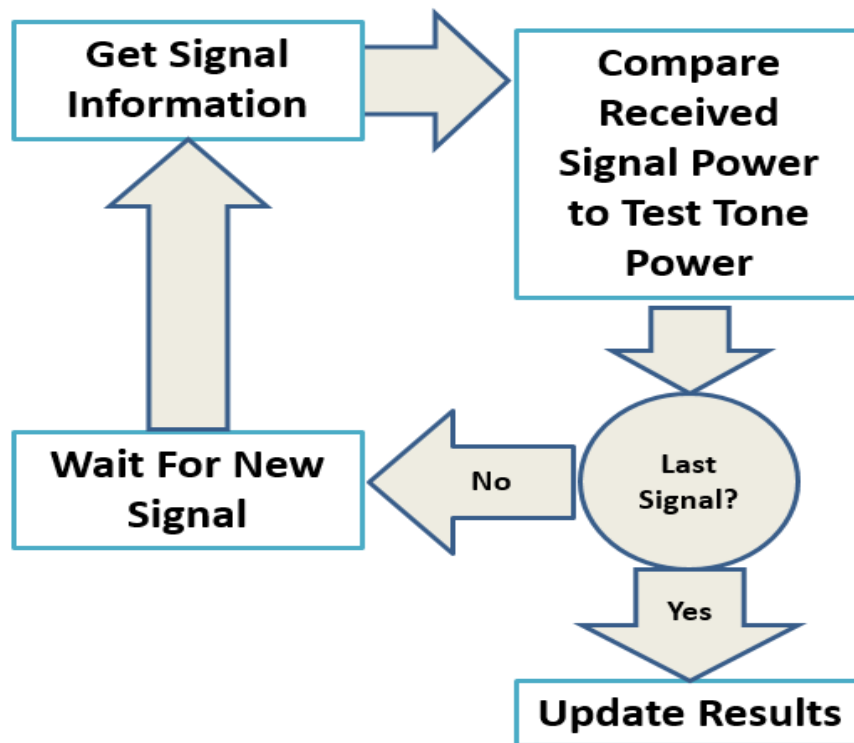 Get Signal
Information
Compare
Received
Signal Power
to Test Tone
Power
Last
Signal?
No
Wait For New
Signal
Yes
Update Results